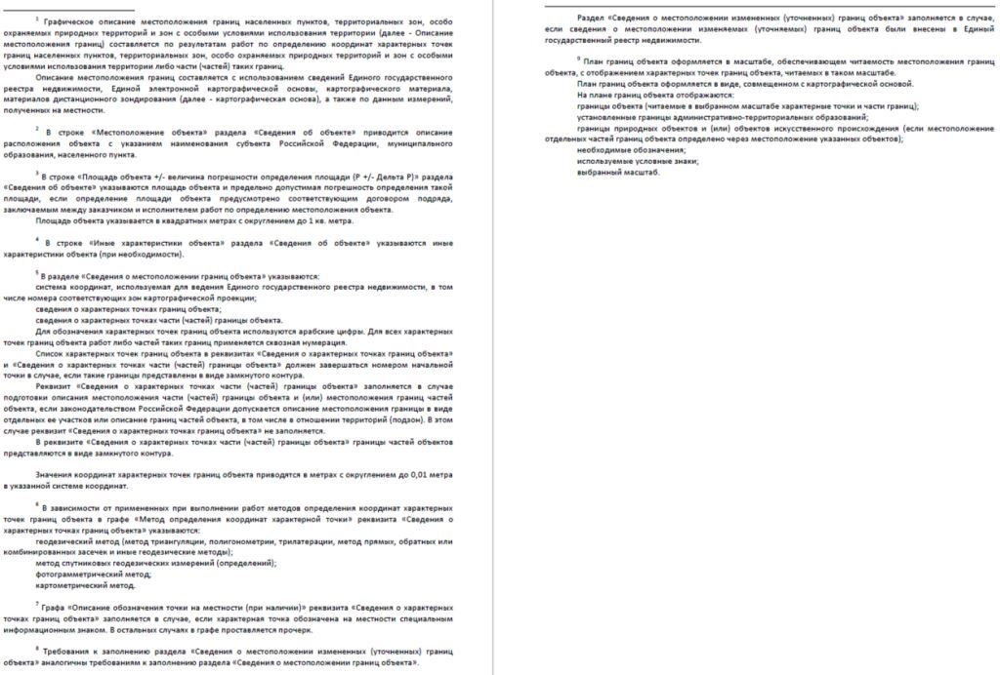 1 Графическое описание местоположения границ населенных пунктов, территориальных зон, особо
охраняемых природных территорий и зон с особыми условиями использования территории (далее - Описание
местоположения границ) составляется по результатам работ по определению координат характерных точек
границ населенных пунктов, территориальных зон, особо охраняемых природных территорий и зон с особыми
условиями использования территории либо части (частей) таких границ.
Описание местоположения границ составляется с использованием сведений Единого государственного
реестра недвижимости, Единой электронной картографической основы, картографического материала,
материалов дистанционного зондирования (далее - картографическая основа), а также по данным измерений,
полученных на местности.
2 В строке «Местоположение объекта» раздела «Сведения об объекте» приводится описание
расположения объекта с указанием наименования субъекта Российской Федерации, муниципального
образования, населенного пункта.
3 В строке «Площадь объекта +/- величина погрешности определения площади (P +/- Дельта P)» раздела
«Сведения об объекте» указываются площадь объекта и предельно допустимая погрешность определения такой
площади, если определение площади объекта предусмотрено соответствующим договором подряда,
заключаемым между заказчиком и исполнителем работ по определению местоположения объекта.
Площадь объекта указывается в квадратных метрах с округлением до 1 кв. метра.
4 В строке «Иные характеристики объекта» раздела «Сведения об объекте» указываются иные
характеристики объекта (при необходимости).
5 В разделе «Сведения о местоположении границ объекта» указываются:
система координат, используемая для ведения Единого государственного реестра недвижимости, в том
числе номера соответствующих зон картографической проекции;
сведения о характерных точках границ объекта;
сведения о характерных точках части (частей) границы объекта.
Для обозначения характерных точек границ объекта используются арабские цифры. Для всех характерных
точек границ объекта работ либо частей таких границ применяется сквозная нумерация.
Список характерных точек границ объекта в реквизитах «Сведения о характерных точках границ объекта»
и «Сведения о характерных точках части (частей) границы объекта» должен завершаться номером начальной
точки в случае, если такие границы представлены в виде замкнутого контура.
Реквизит «Сведения о характерных точках части (частей) границы объекта» заполняется в случае
подготовки описания местоположения части (частей) границы объекта и (или) местоположения границ частей
объекта, если законодательством Российской Федерации допускается описание местоположения границы в виде
отдельных ее участков или описание границ частей объекта, в том числе в отношении территорий (подзон). В этом
случае реквизит «Сведения о характерных точках границ объекта» не заполняется.
В реквизите «Сведения о характерных точках части (частей) границы объекта» границы частей объектов
представляются в виде замкнутого контура.
Значения координат характерных точек границ объекта приводятся в метрах с округлением до 0,01 метра
в указанной системе координат.
6 В зависимости от примененных при выполнении работ методов определения координат характерных
точек границ объекта в графе «Метод определения координат характерной точки» реквизита «Сведения о
характерных точках границ объекта» указываются:
геодезический метод (метод триангуляции, полигонометрии, трилатерации, метод прямых, обратных или
комбинированных засечек и иные геодезические методы);
метод спутниковых геодезических измерений (определений);
фотограмметрический метод;
картометрический метод.
7 Графа «Описание обозначения точки на местности (при наличии)» реквизита «Сведения о характерных
точках границ объекта» заполняется в случае, если характерная точка обозначена на местности специальным
информационным знаком. В остальных случаях в графе проставляется прочерк.
8 Требования к заполнению раздела «Сведения о местоположении измененных (уточненных) границ
объекта» аналогичны требованиям к заполнению раздела «Сведения о местоположении границ объекта».
Раздел «Сведения о местоположении измененных (уточненных) границ объекта» заполняется в случае,
если сведения о местоположении изменяемых (уточняемых) границ объекта были внесены в Единый
государственный реестр недвижимости.
9 План границ объекта оформляется в масштабе, обеспечивающем читаемость местоположения границ
объекта, с отображением характерных точек границ объекта, читаемых в таком масштабе.
План границ объекта оформляется в виде, совмещенном с картографической основой.
На плане границ объекта отображаются:
границы объекта (читаемые в выбранном масштабе характерные точки и части границ);
установленные границы административно-территориальных образований;
границы природных объектов и (или) объектов искусственного происхождения (если местоположение
отдельных частей границ объекта определено через местоположение указанных объектов);
необходимые обозначения;
используемые условные знаки;
выбранный масштаб.